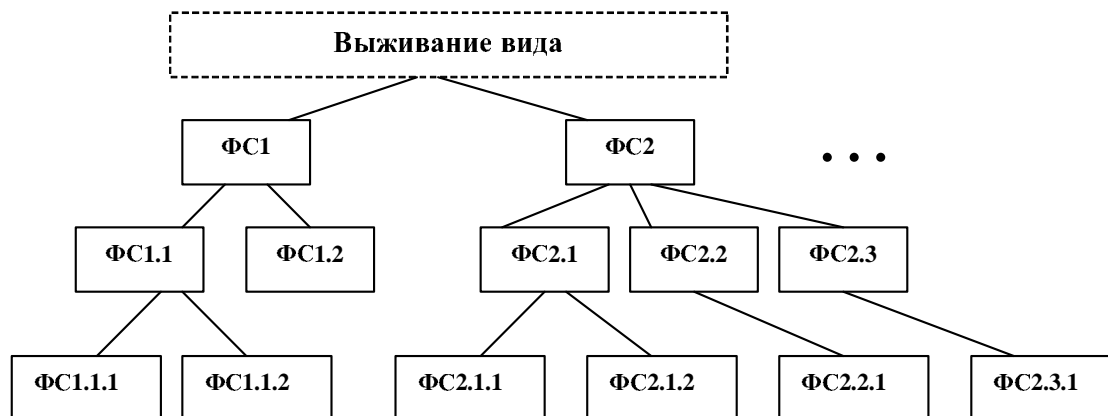 Выживание вида
ФС1
ФС2
• • •
ФС1.1
ФС1.2
ФС2.1
ФС2.2
ФС2.3
ФС1.1.1
ФС1.1.2
ФС2.1.1
ФС2.1.2
ФС2.2.1
ФС2.3.1